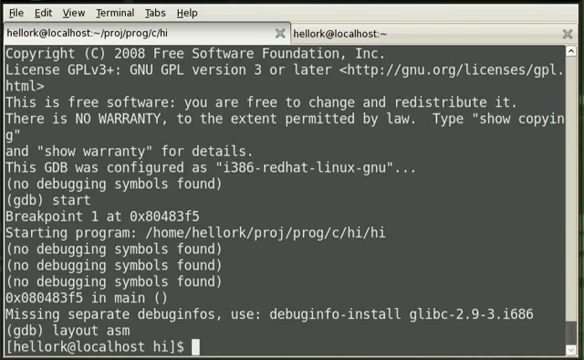 File Edit View Terminal Tabs Help
hellork@localhost:~/proj/prog/c/hi hellork@localhost:~
Copyright (C) 2008 Free Software Foundation, Inc.
License GPLv3+: GNU GPL version 3 or later <http://gnu.org/licenses/gpl.
html>
This is free software: you are free to change and redistribute it.
There is NO WARRANTY, to the extent permitted by law.  Type "show copyin
g"
and "show warranty" for details.
This GDB was configured as "i386-redhat-linux-gnu"...
(no debugging symbols found)
(gdb) start
Breakpoint 1 at 0x80483f5
Starting program: /home/hellork/proj/prog/c/hi/hi
(no debugging symbols found)
(no debugging symbols found)
(no debugging symbols found)
0x080483f5 in main ()
Missing separate debuginfos, use: debuginfo-install glibc-2.9-3.i686
(gdb) layout asm
[hellork@localhost hi]$